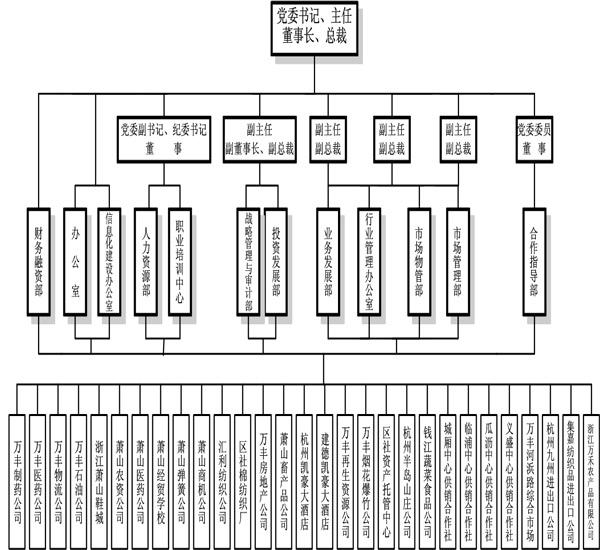 党委书记、主任
董事长、总裁
党委副书记、纪委书记
董 事
副主任
副董事长、副总裁
副主任
副总裁
副主任
副总裁
副主任
副总裁
党委委员
董 事
财务融资部
办公室
信息化建设办公室
人力资源部
职业培训中心
战略管理与审计部
投资发展部
业务发展部
行业管理办公室
市场物管部
市场管理部
合作指导部
万丰制药公司
万丰医药公司
万丰物流公司
万丰石油公司
浙江萧山鞋城
萧山农资公司
萧山医药公司
萧山经贸学校
萧山弹簧公司
萧山商机公司
汇利纺织公司
区社棉纺织厂
万丰房地产公司
萧山畜产品公司
杭州凯豪大酒店
建德凯豪大酒店
万丰再生资源公司
万丰烟花爆竹公司
区社资产托管中心
杭州半岛山庄公司
钱江蔬菜食品公司
城厢中心供销合作社
临浦中心供销合作社
瓜沥中心供销合作社
义盛中心供销合作社
万丰河浜路综合市场
杭州九州进出口公司
集嘉纺织品进出口公司
浙江万禾农产品有限公司